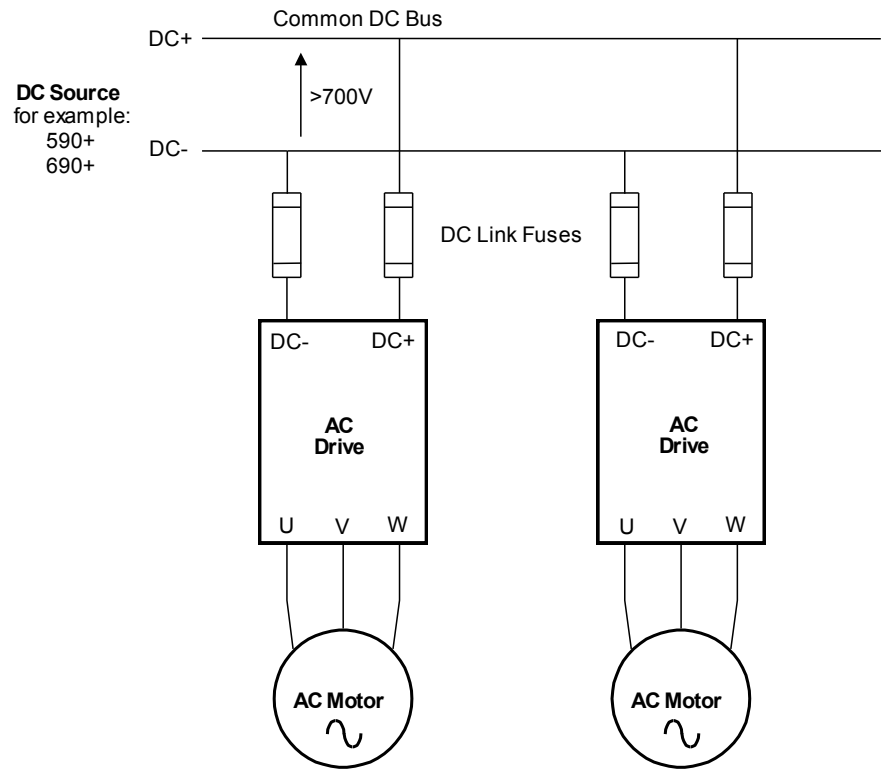 Common DC Bus
DC+
>700V
DC Source
for example:
590+
690+
DC-
DC Link Fuses
DC- DC+
AC
Drive
U V W
AC Motor
DC- DC+
AC
Drive
U V W
AC Motor